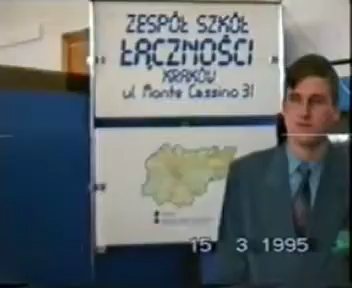 ZESPÓŁ SZKÓŁ
ŁĄCZNOŚCI
KRAKÓW
ul Monte Cassino 31
15 3 1995